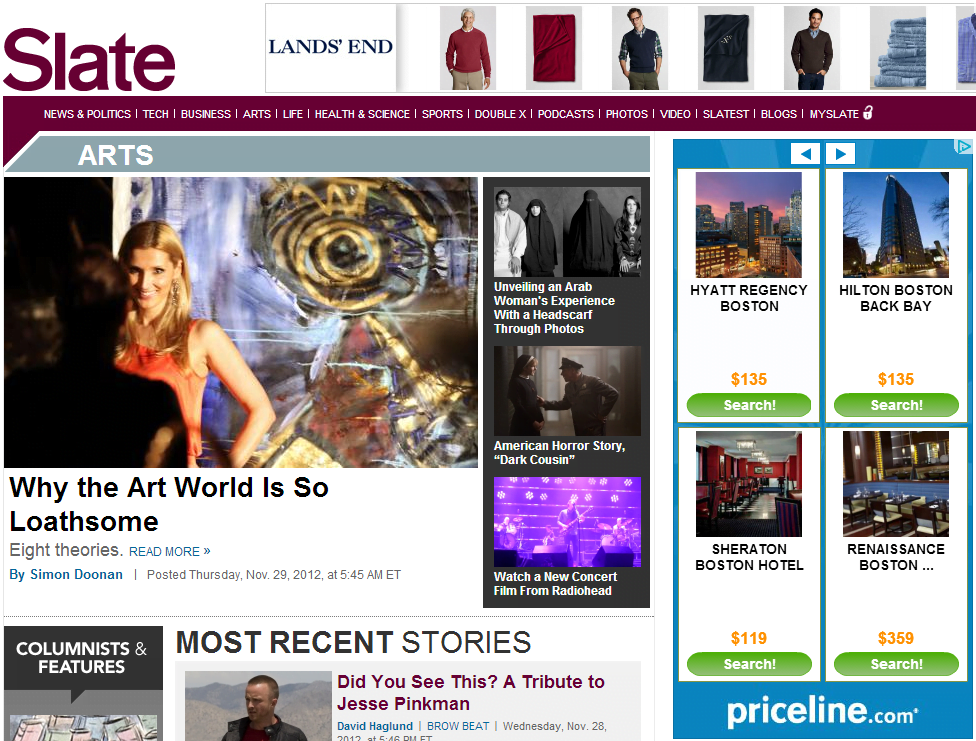 Slate
LANDS' END
NEWS & POLITICS | TECH | BUSINESS | ARTS | LIFE | HEALTH & SCIENCE | SPORTS | DOUBLE X | PODCASTS | PHOTOS | VIDEO | SLATEST | BLOGS | MYSLATE
ARTS
Why the Art World Is So
Loathsome
Eight theories. READ MORE »
By Simon Doonan | Posted Thursday, Nov. 29, 2012, at 5:45 AM ET
Unveiling an Arab
Woman's Experience
With a Headscarf
Through Photos
American Horror Story,
“Dark Cousin”
Watch a New Concert
Film From Radiohead
COLUMNISTS &
FEATURES
MOST RECENT STORIES
Did You See This? A Tribute to
Jesse Pinkman
David Haglund | BROW BEAT | Wednesday, Nov. 28,
2012, at 5:46 PM ET
HYATT REGENCY
BOSTON
$135
Search!
HILTON BOSTON
BACK BAY
$135
Search!
SHERATON
BOSTON HOTEL
$119
Search!
RENAISSANCE
BOSTON ...
$359
Search!
priceline.com®